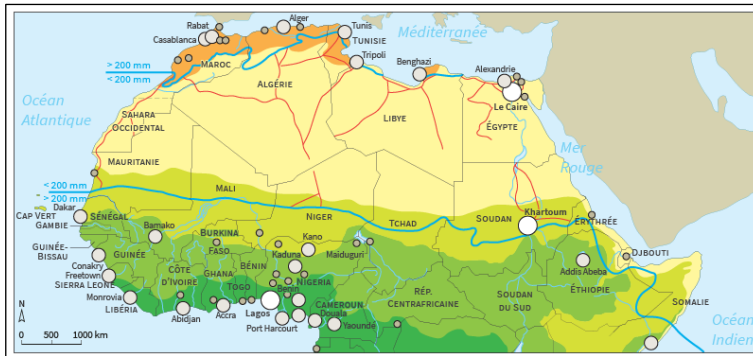 Rabat
Casablanca
Alger
Tunis
Méditerranée
TUNISIE
Tripoli
Benghazi
Alexandrie
Le Caire
> 200 mm
< 200 mm
MAROC
ALGÉRIE
LIBYE
ÉGYPTE
Océan
Atlantique
SAHARA
OCCIDENTAL
Mer
Rouge
MAURITANIE
< 200 mm
> 200 mm
MALI
NIGER
TCHAD
SOUDAN
Khartoum
ÉRYTHRÉE
Dakar
CAP VERT
SÉNÉGAL
GAMBIE
Bamako
BURKINA
FASO
Kano
GUINÉE-
BISSAU
GUINÉE
Kaduna
Maiduguri
DJIBOUTI
BÉNIN
Addis Abeba
Conakry
Freetown
SIERRA LEONE
CÔTE
D'IVOIRE
GHANA
TOGO
Benin
NIGERIA
RÉP.
CENTRAFRICAINE
SOUDAN
DU SUD
ÉTHIOPIE
SOMALIE
Monrovia
LIBÉRIA
Abidjan
Accra
Lagos
Port Harcourt
CAMEROUN
Douala
Yaoundé
Océan
Indien
N
0 500 1000 km